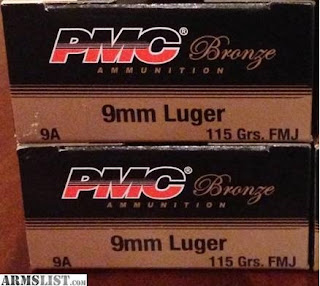 PMC® Bronze
AMMUNITION
9mm Luger
9A 115 Grs. FMJ
PMC® Bronze
AMMUNITION
9mm Luger
9A 115 Grs. FMJ
ARMSLIST.com